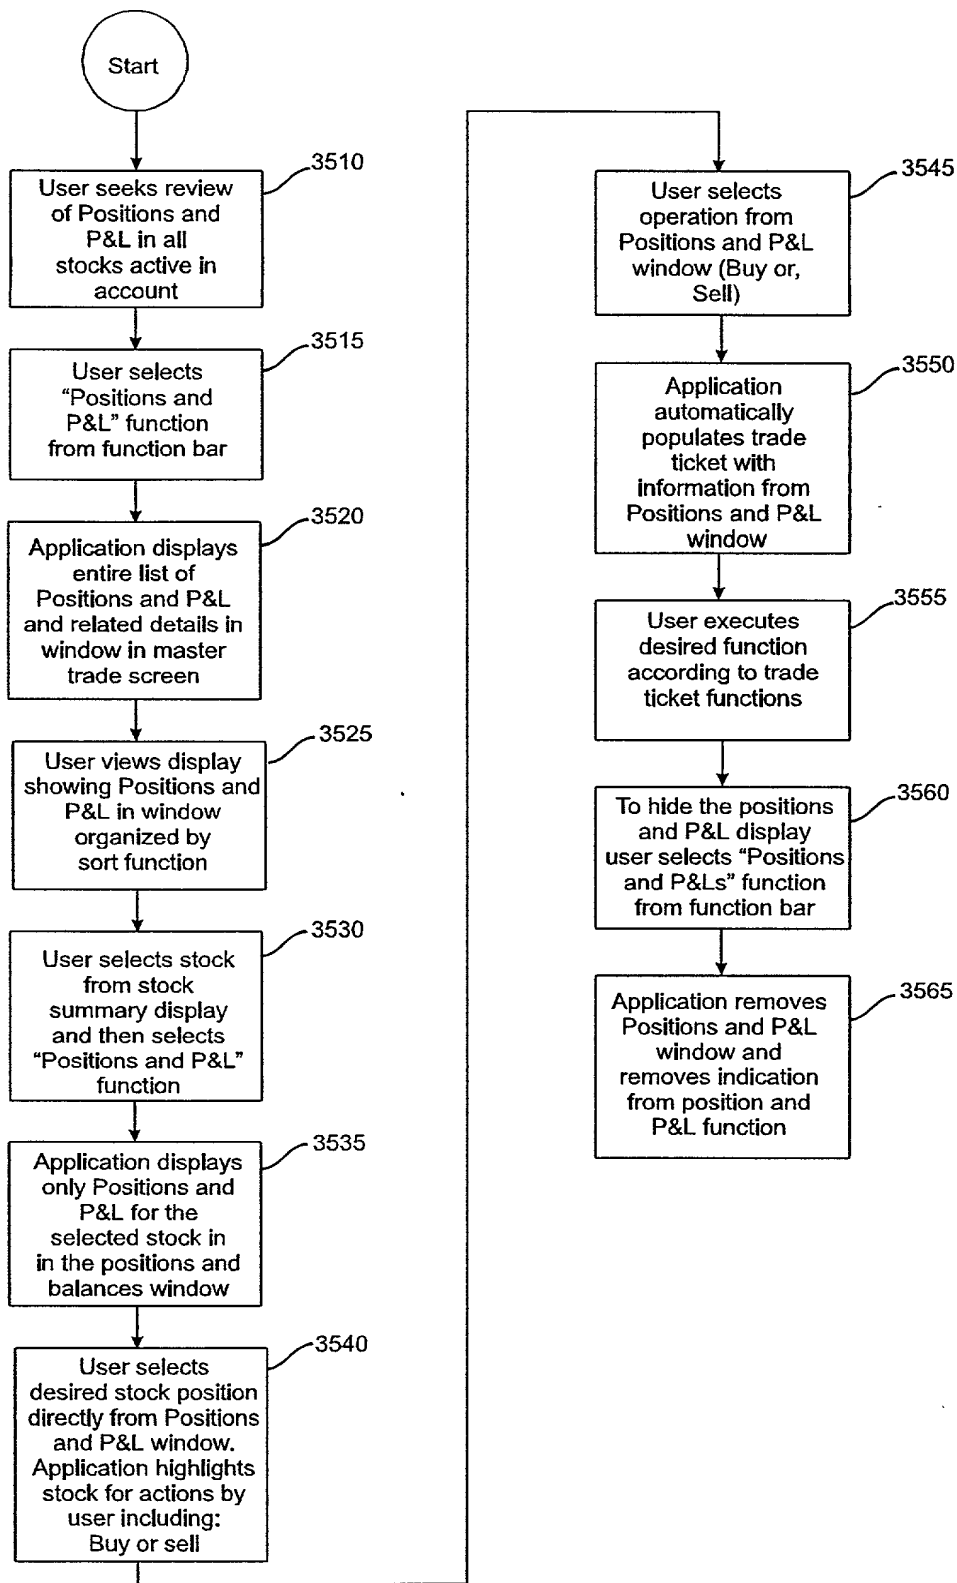 Start
3510
User seeks review
of Positions and
P&L in all
stocks active in
account
3515
User selects
“Positions and
P&L” function
from function bar
3520
Application displays
entire list of
Positions and P&L
and related details in
window in master
trade screen
3525
User views display
showing Positions and
P&L in window
organized by
sort function
3530
User selects stock
from stock
summary display
and then selects
“Positions and P&L”
function
3535
Application displays
only Positions and
P&L for the
selected stock in
in the positions and
balances window
3540
User selects
desired stock position
directly from Positions
and P&L window.
Application highlights
stock for actions by
user including:
Buy or sell
3545
User selects
operation from
Positions and P&L
window (Buy or,
Sell)
3550
Application
automatically
populates trade
ticket with
information from
Positions and P&L
window
3555
User executes
desired function
according to trade
ticket functions
3560
To hide the positions
and P&L display
user selects “Positions
and P&Ls” function
from function bar
3565
Application removes
Positions and P&L
window and
removes indication
from position and
P&L function